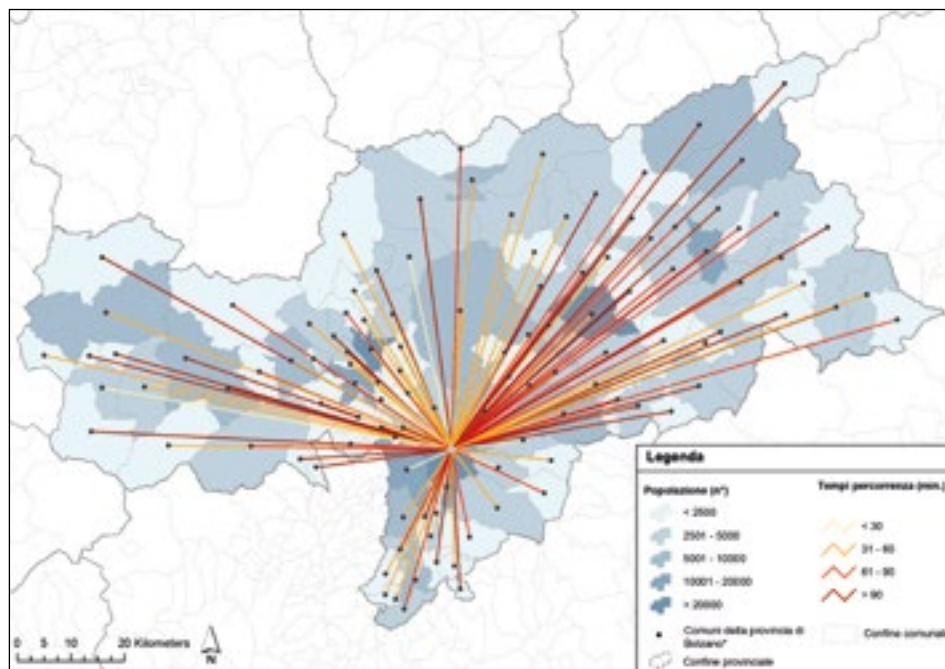 Legenda
Popolazione (n°)
< 2500
2501 - 5000
5001 - 10000
10001 - 20000
> 20000
Comuni della provincia di
Bolzano*
Confine provinciale
Tempi percorrenza (min.)
< 30
31 - 60
61 - 90
> 90
Confine comunale
0 5 10 20 Kilometers
N